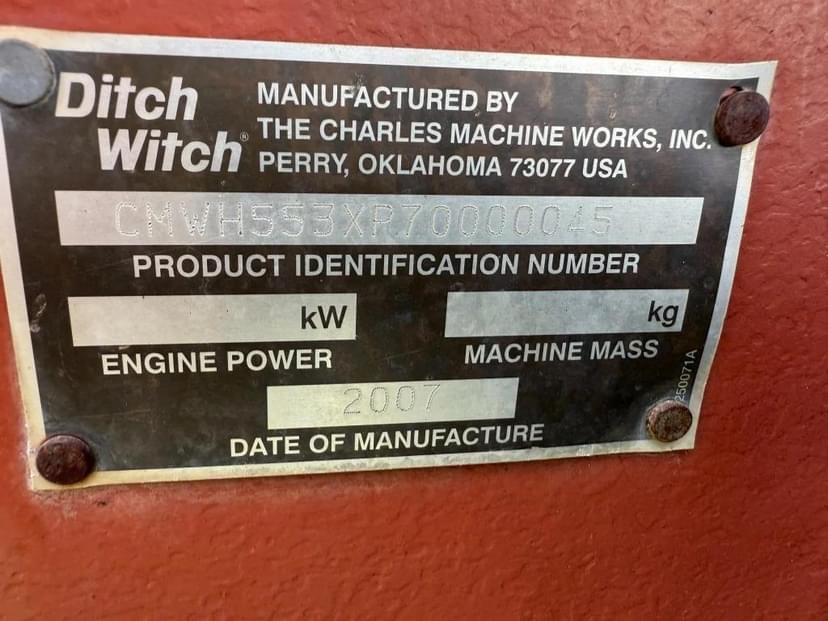 Ditch Witch®
MANUFACTURED BY
THE CHARLES MACHINE WORKS, INC.
PERRY, OKLAHOMA 73077 USA
CMWH553XP70000045
PRODUCT IDENTIFICATION NUMBER
kW
kg
ENGINE POWER
MACHINE MASS
250071A
2007
DATE OF MANUFACTURE